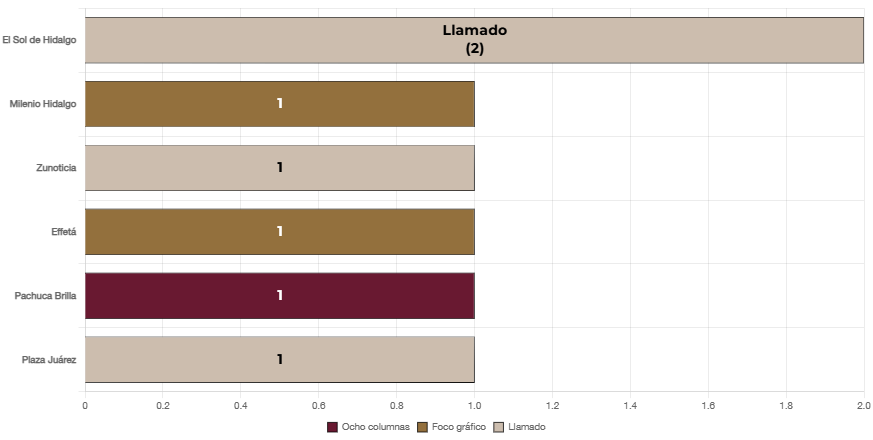 El Sol de Hidalgo
Llamado
(2)
Milenio Hidalgo
1
Zunoticia
1
Effetá
1
Pachuca Brilla
1
Plaza Juárez
1
0 0.2 0.4 0.6 0.8 1.0 1.2 1.4 1.6 1.8 2.0
Ocho columnas Foco gráfico Llamado